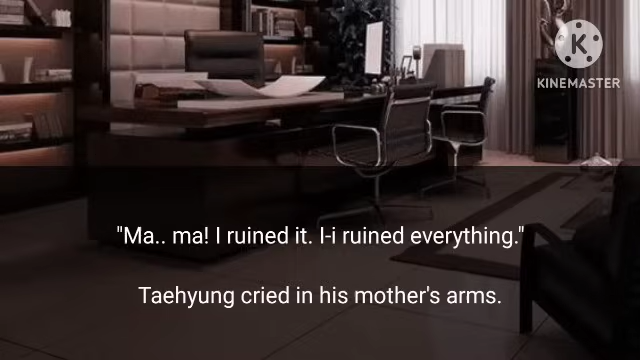 KINEMASTER
"Ma.. ma! I ruined it. I-i ruined everything."
Taehyung cried in his mother's arms.